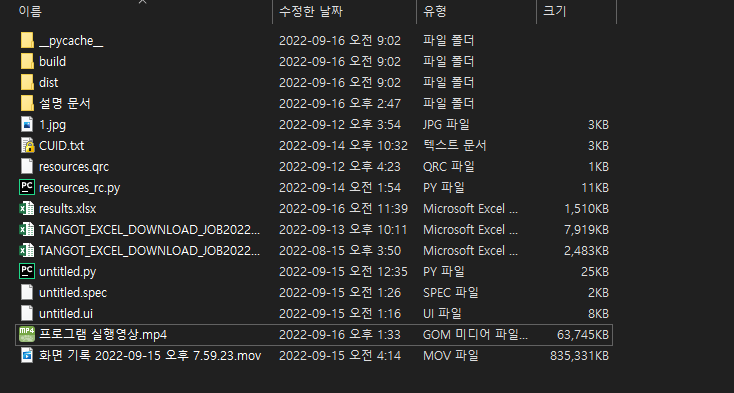 이름 수정한 날짜 유형 크기
__pycache__ 2022-09-16 오전 9:02 파일 폴더
build 2022-09-16 오전 9:02 파일 폴더
dist 2022-09-16 오전 9:02 파일 폴더
설명 문서 2022-09-16 오후 2:47 파일 폴더
1.jpg 2022-09-12 오후 3:54 JPG 파일 3KB
CUID.txt 2022-09-14 오후 10:32 텍스트 문서 3KB
resources.qrc 2022-09-12 오후 4:23 QRC 파일 1KB
resources_rc.py 2022-09-14 오전 1:54 PY 파일 11KB
results.xlsx 2022-09-16 오전 11:39 Microsoft Excel ... 1,510KB
TANGOT_EXCEL_DOWNLOAD_JOB2022... 2022-09-13 오전 10:11 Microsoft Excel ... 7,919KB
TANGOT_EXCEL_DOWNLOAD_JOB2022... 2022-08-15 오후 3:50 Microsoft Excel ... 2,483KB
untitled.py 2022-09-15 오전 12:35 PY 파일 25KB
untitled.spec 2022-09-15 오전 1:26 SPEC 파일 2KB
untitled.ui 2022-09-15 오전 1:16 UI 파일 8KB
MP4 프로그램 실행영상.mp4 2022-09-16 오후 1:33 GOM 미디어 파일... 63,745KB
화면 기록 2022-09-15 오후 7.59.23.mov 2022-09-15 오전 4:14 MOV 파일 835,331KB